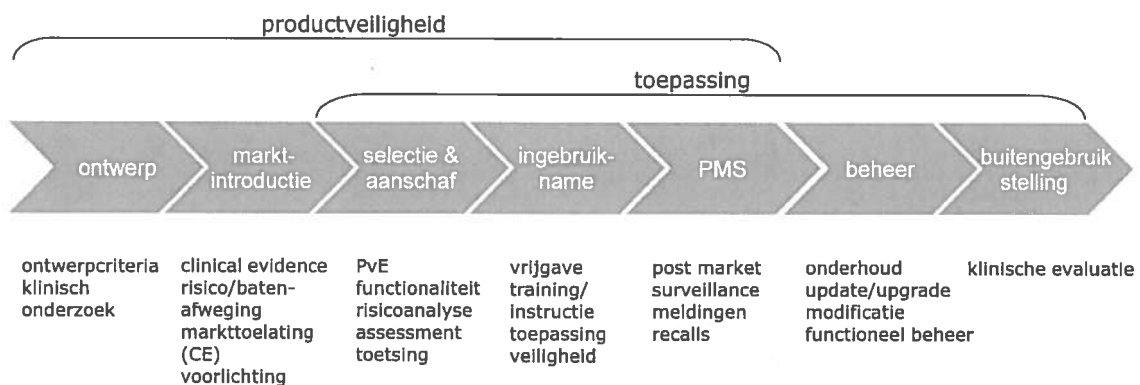 productveiligheid
toepassing
ontwerp
markt-
introductie
selectie &
aanschaf
ingebruik-
name
PMS
beheer
buitengebruik
stelling
ontwerpcriteria
klinisch
onderzoek
clinical evidence
risico/baten-
afweging
markttoelating
(CE)
voorlichting
PvE
functionaliteit
risicoanalyse
assessment
toetsing
vrijgave
training/
instructie
toepassing
veiligheid
post market
surveillance
meldingen
recalls
onderhoud
update/upgrade
modificatie
functioneel beheer
klinische evaluatie